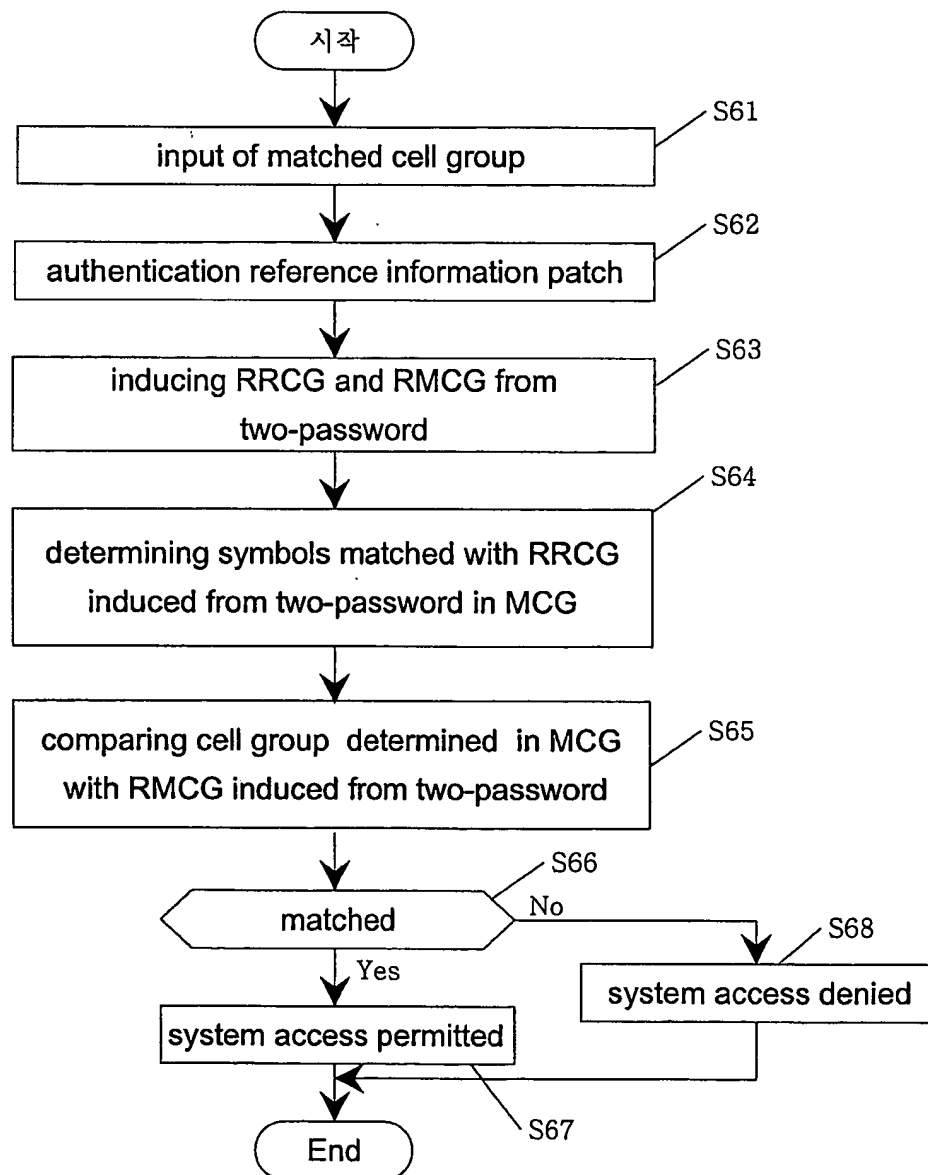 시작
S61
input of matched cell group
S62
authentication reference information patch
S63
inducing RRCG and RMCG from
two-password
S64
determining symbols matched with RRCG
induced from two-password in MCG
S65
comparing cell group determined in MCG
with RMCG induced from two-password
S66
matched
No
S68
Yes
system access denied
system access permitted
S67
End